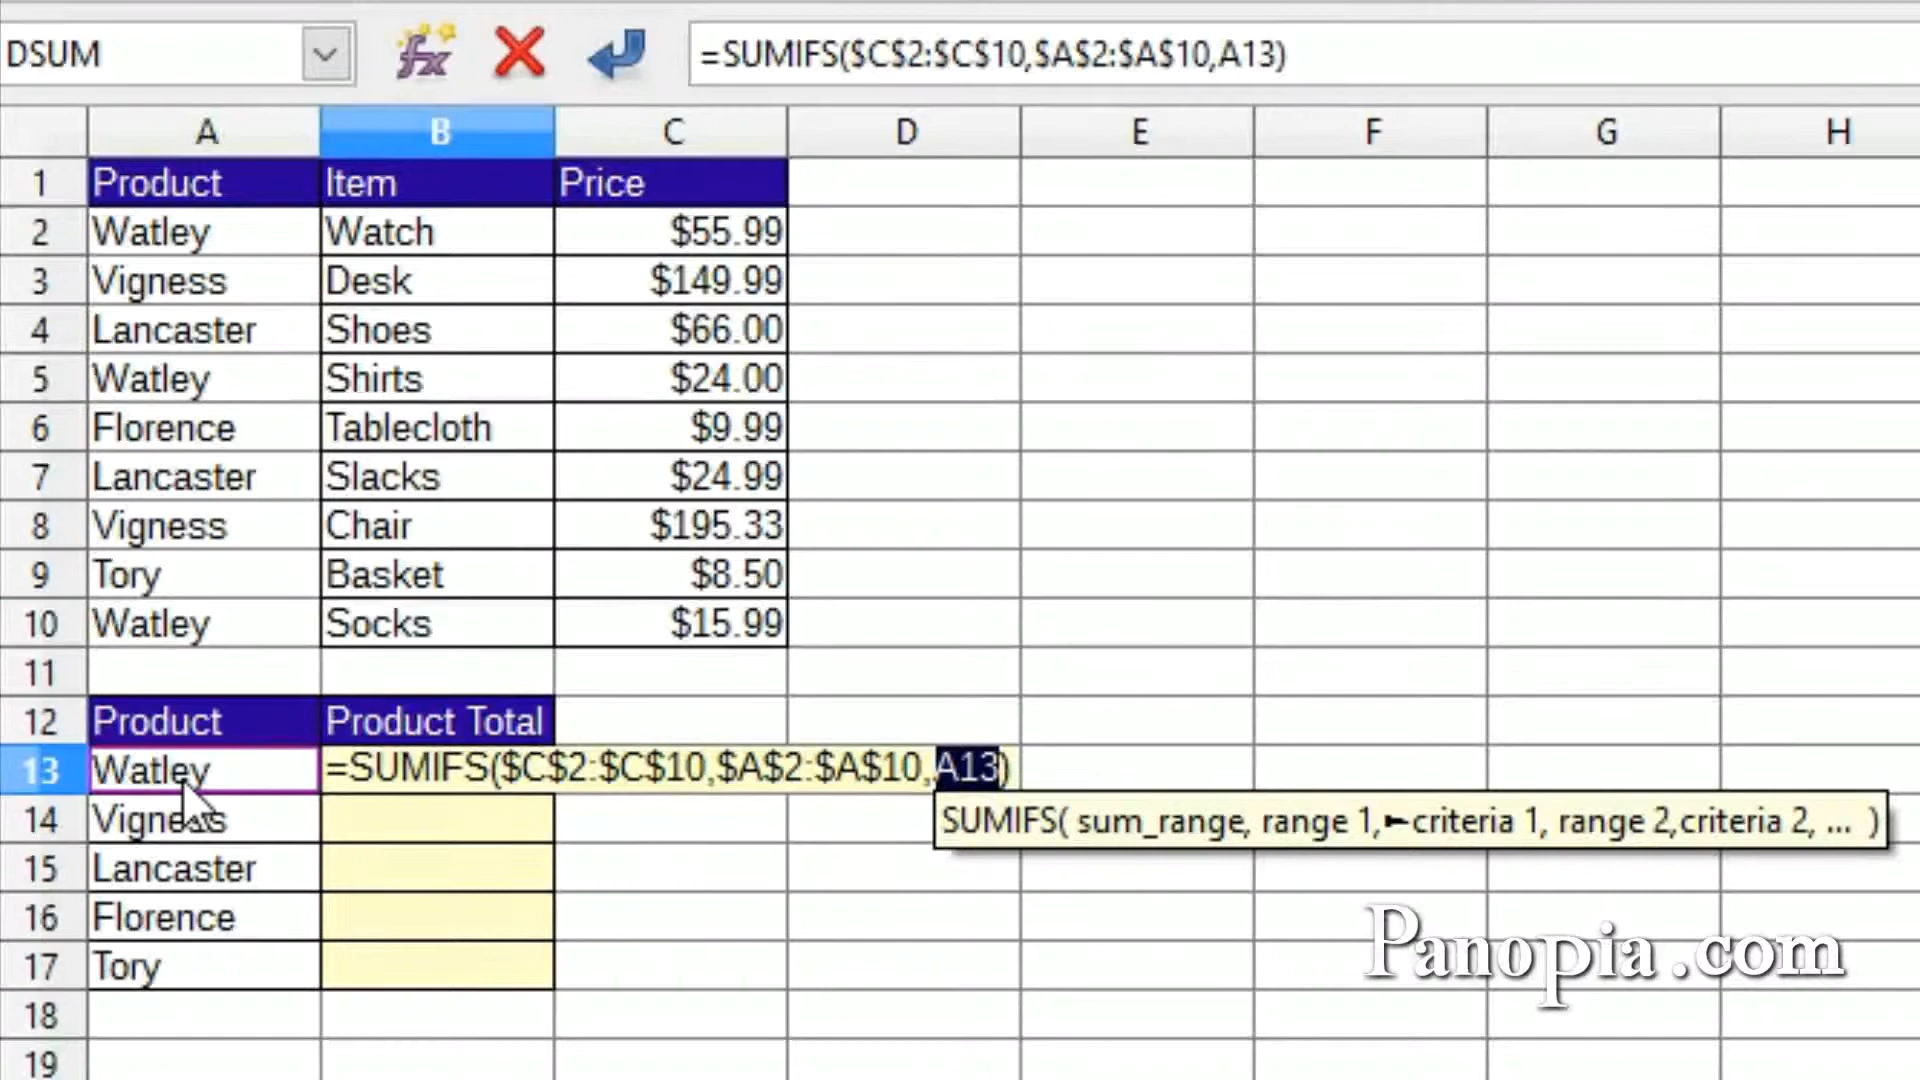 DSUM fx =SUMIFS($C$2:$C$10,$A$2:$A$10,A13)
A B C D E F G H
1 Product Item Price
2 Watley Watch $55.99
3 Vigness Desk $149.99
4 Lancaster Shoes $66.00
5 Watley Shirts $24.00
6 Florence Tablecloth $9.99
7 Lancaster Slacks $24.99
8 Vigness Chair $195.33
9 Tory Basket $8.50
10 Watley Socks $15.99
11
12 Product Product Total
13 Watley =SUMIFS($C$2:$C$10,$A$2:$A$10,A13)
14 Vigness SUMIFS( sum_range, range 1,►criteria 1, range 2,criteria 2, ... )
15 Lancaster
16 Florence
Panopia.com
17 Tory
18
19